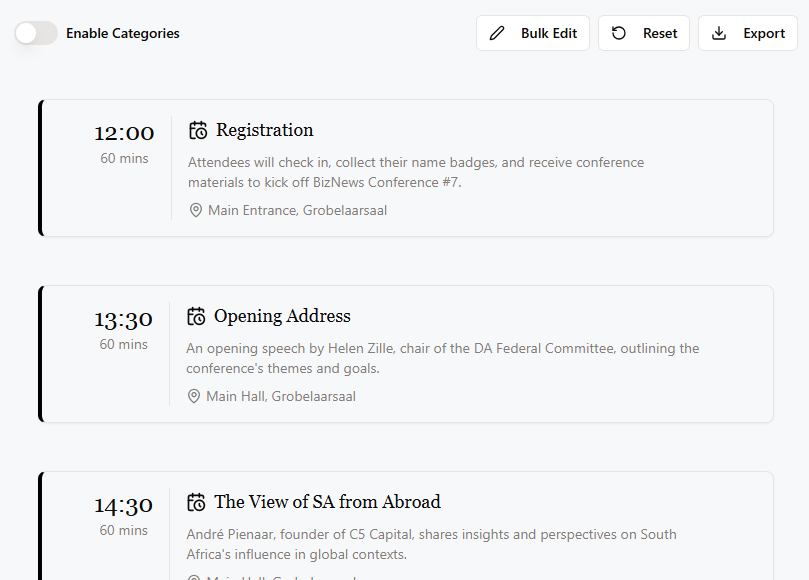 Enable Categories
Bulk Edit
Reset
Export
12:00
60 mins
Registration
Attendees will check in, collect their name badges, and receive conference
materials to kick off BizNews Conference #7.
Main Entrance, Grobelaarsaal
13:30
60 mins
Opening Address
An opening speech by Helen Zille, chair of the DA Federal Committee, outlining the
conference's themes and goals.
Main Hall, Grobelaarsaal
14:30
60 mins
The View of SA from Abroad
André Pienaar, founder of C5 Capital, shares insights and perspectives on South
Africa's influence in global contexts.